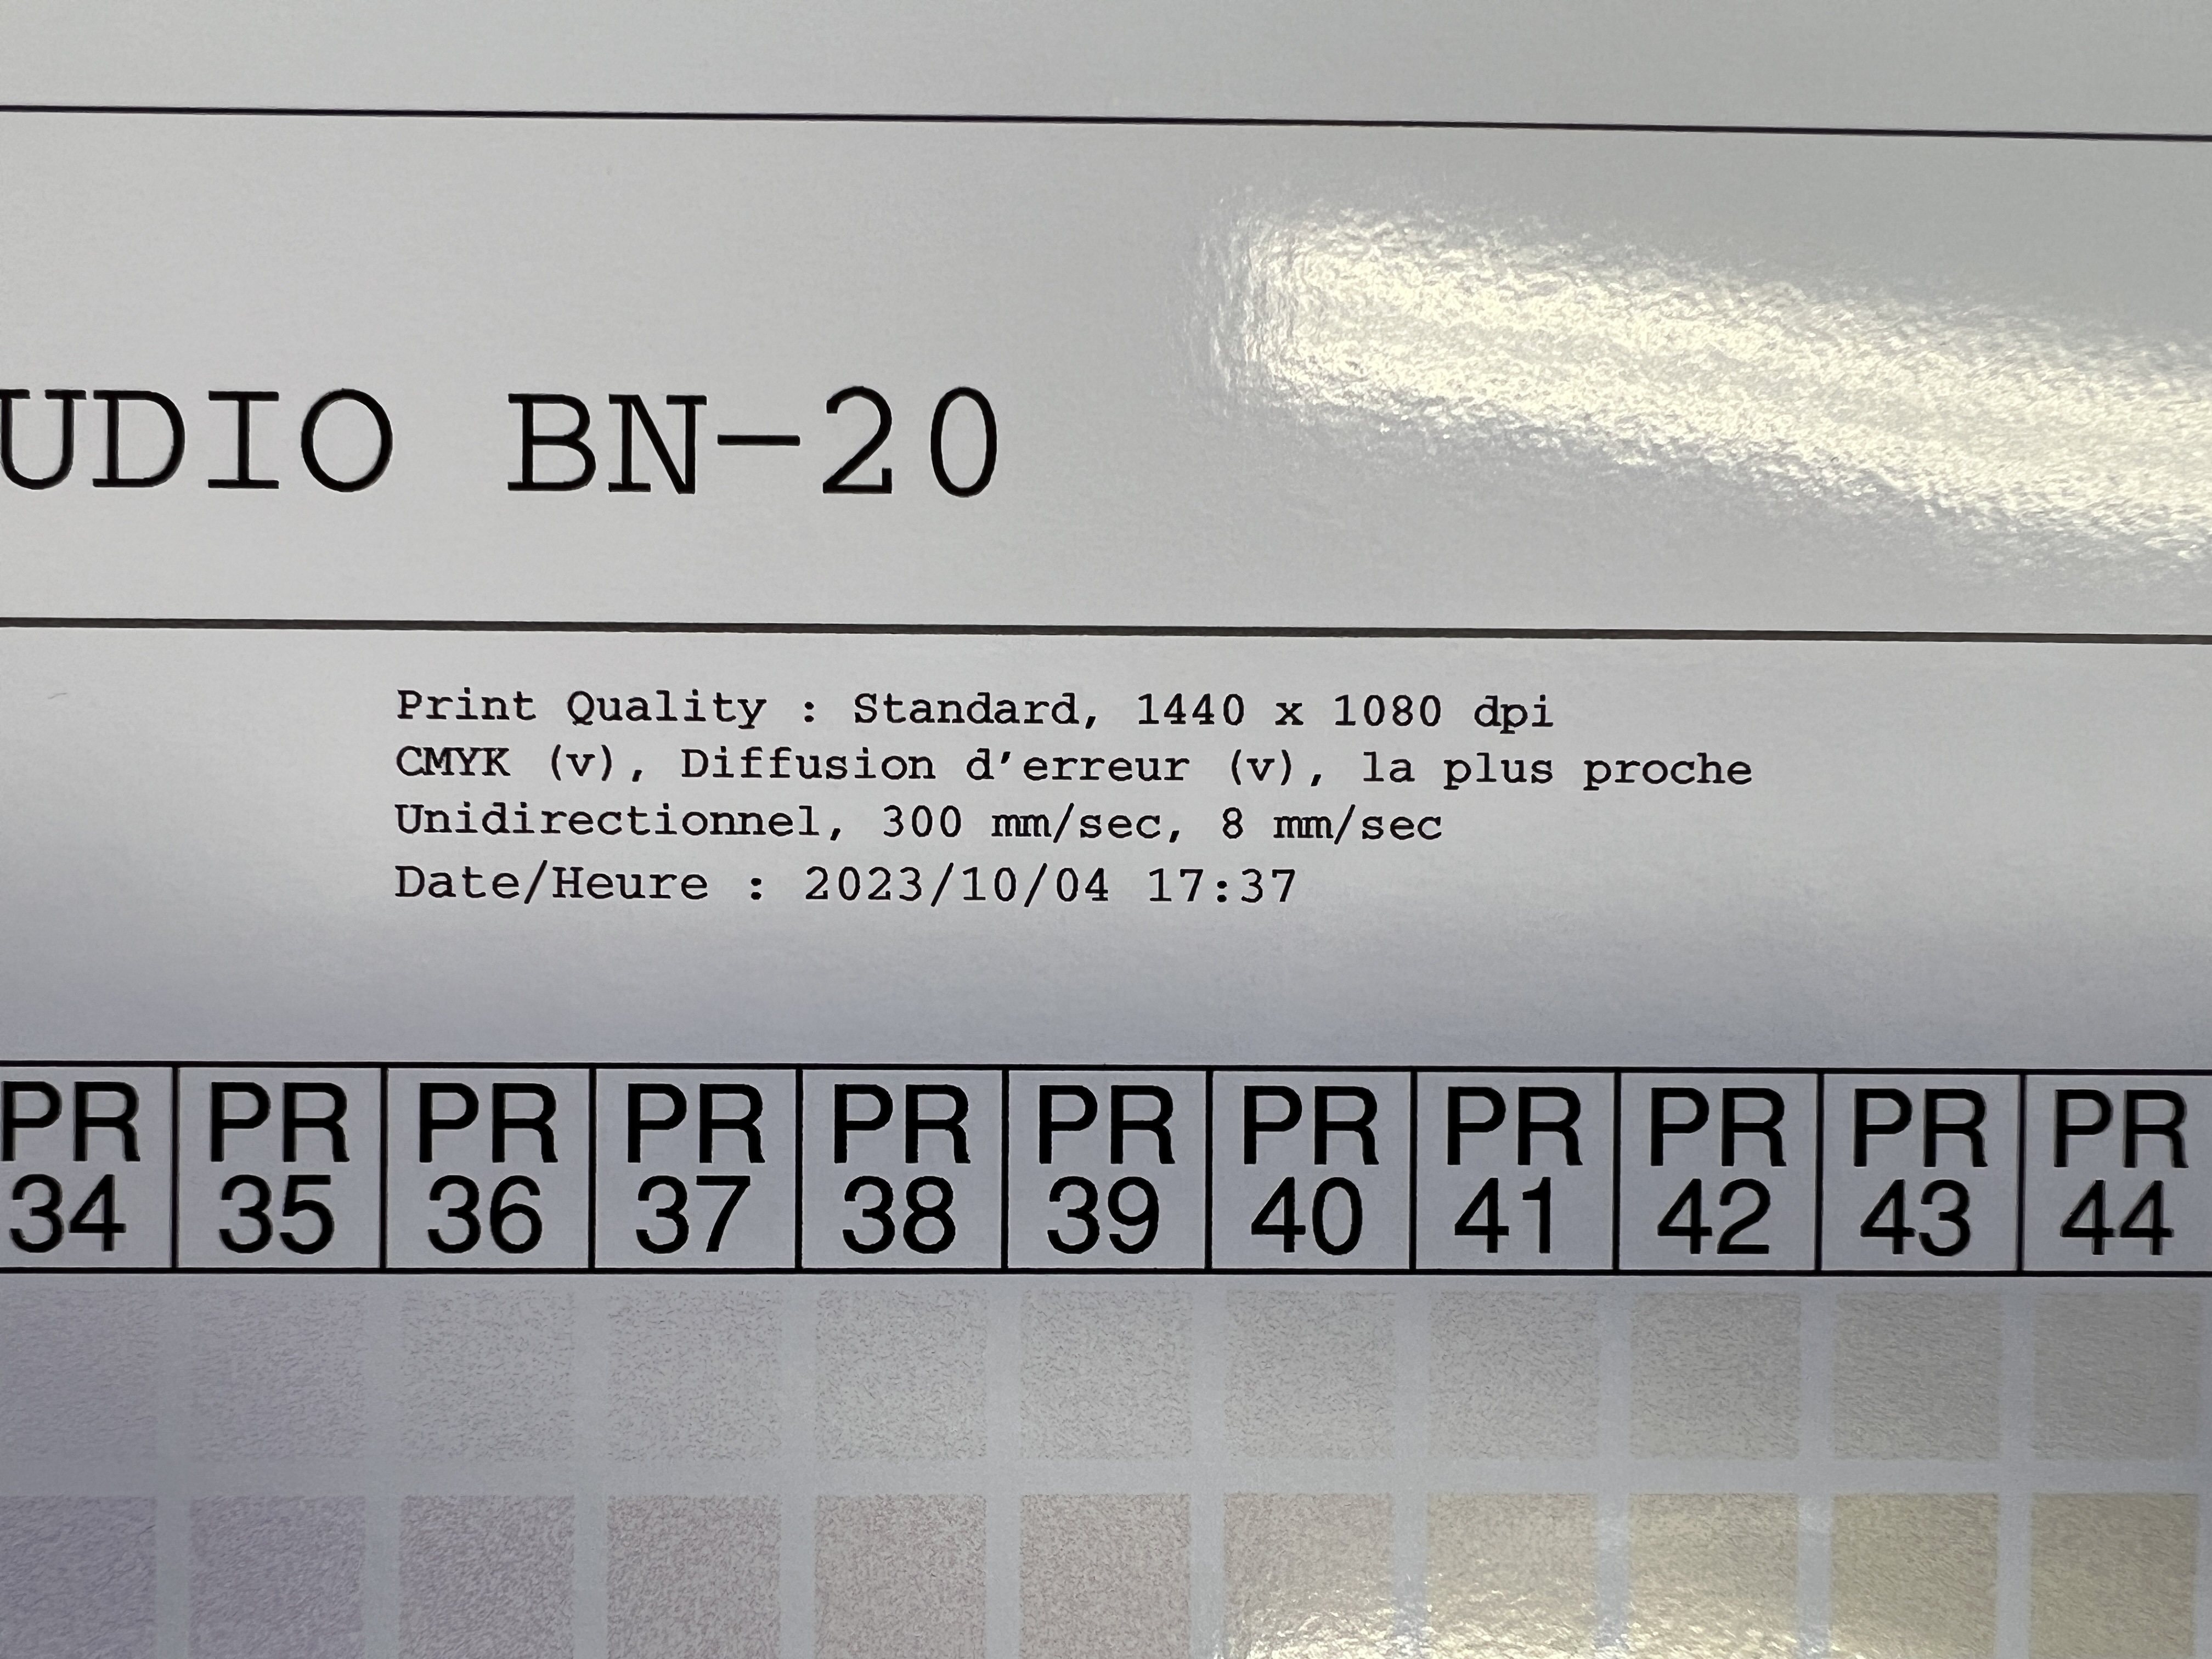 UDIO BN-20
Print Quality : Standard, 1440 x 1080 dpi
CMYK (v), Diffusion d'erreur (v), la plus proche
Unidirectionnel, 300 mm/sec, 8 mm/sec
Date/Heure : 2023/10/04 17:37
PR PR PR PR PR PR PR PR PR PR PR
34 35 36 37 38 39 40 41 42 43 44